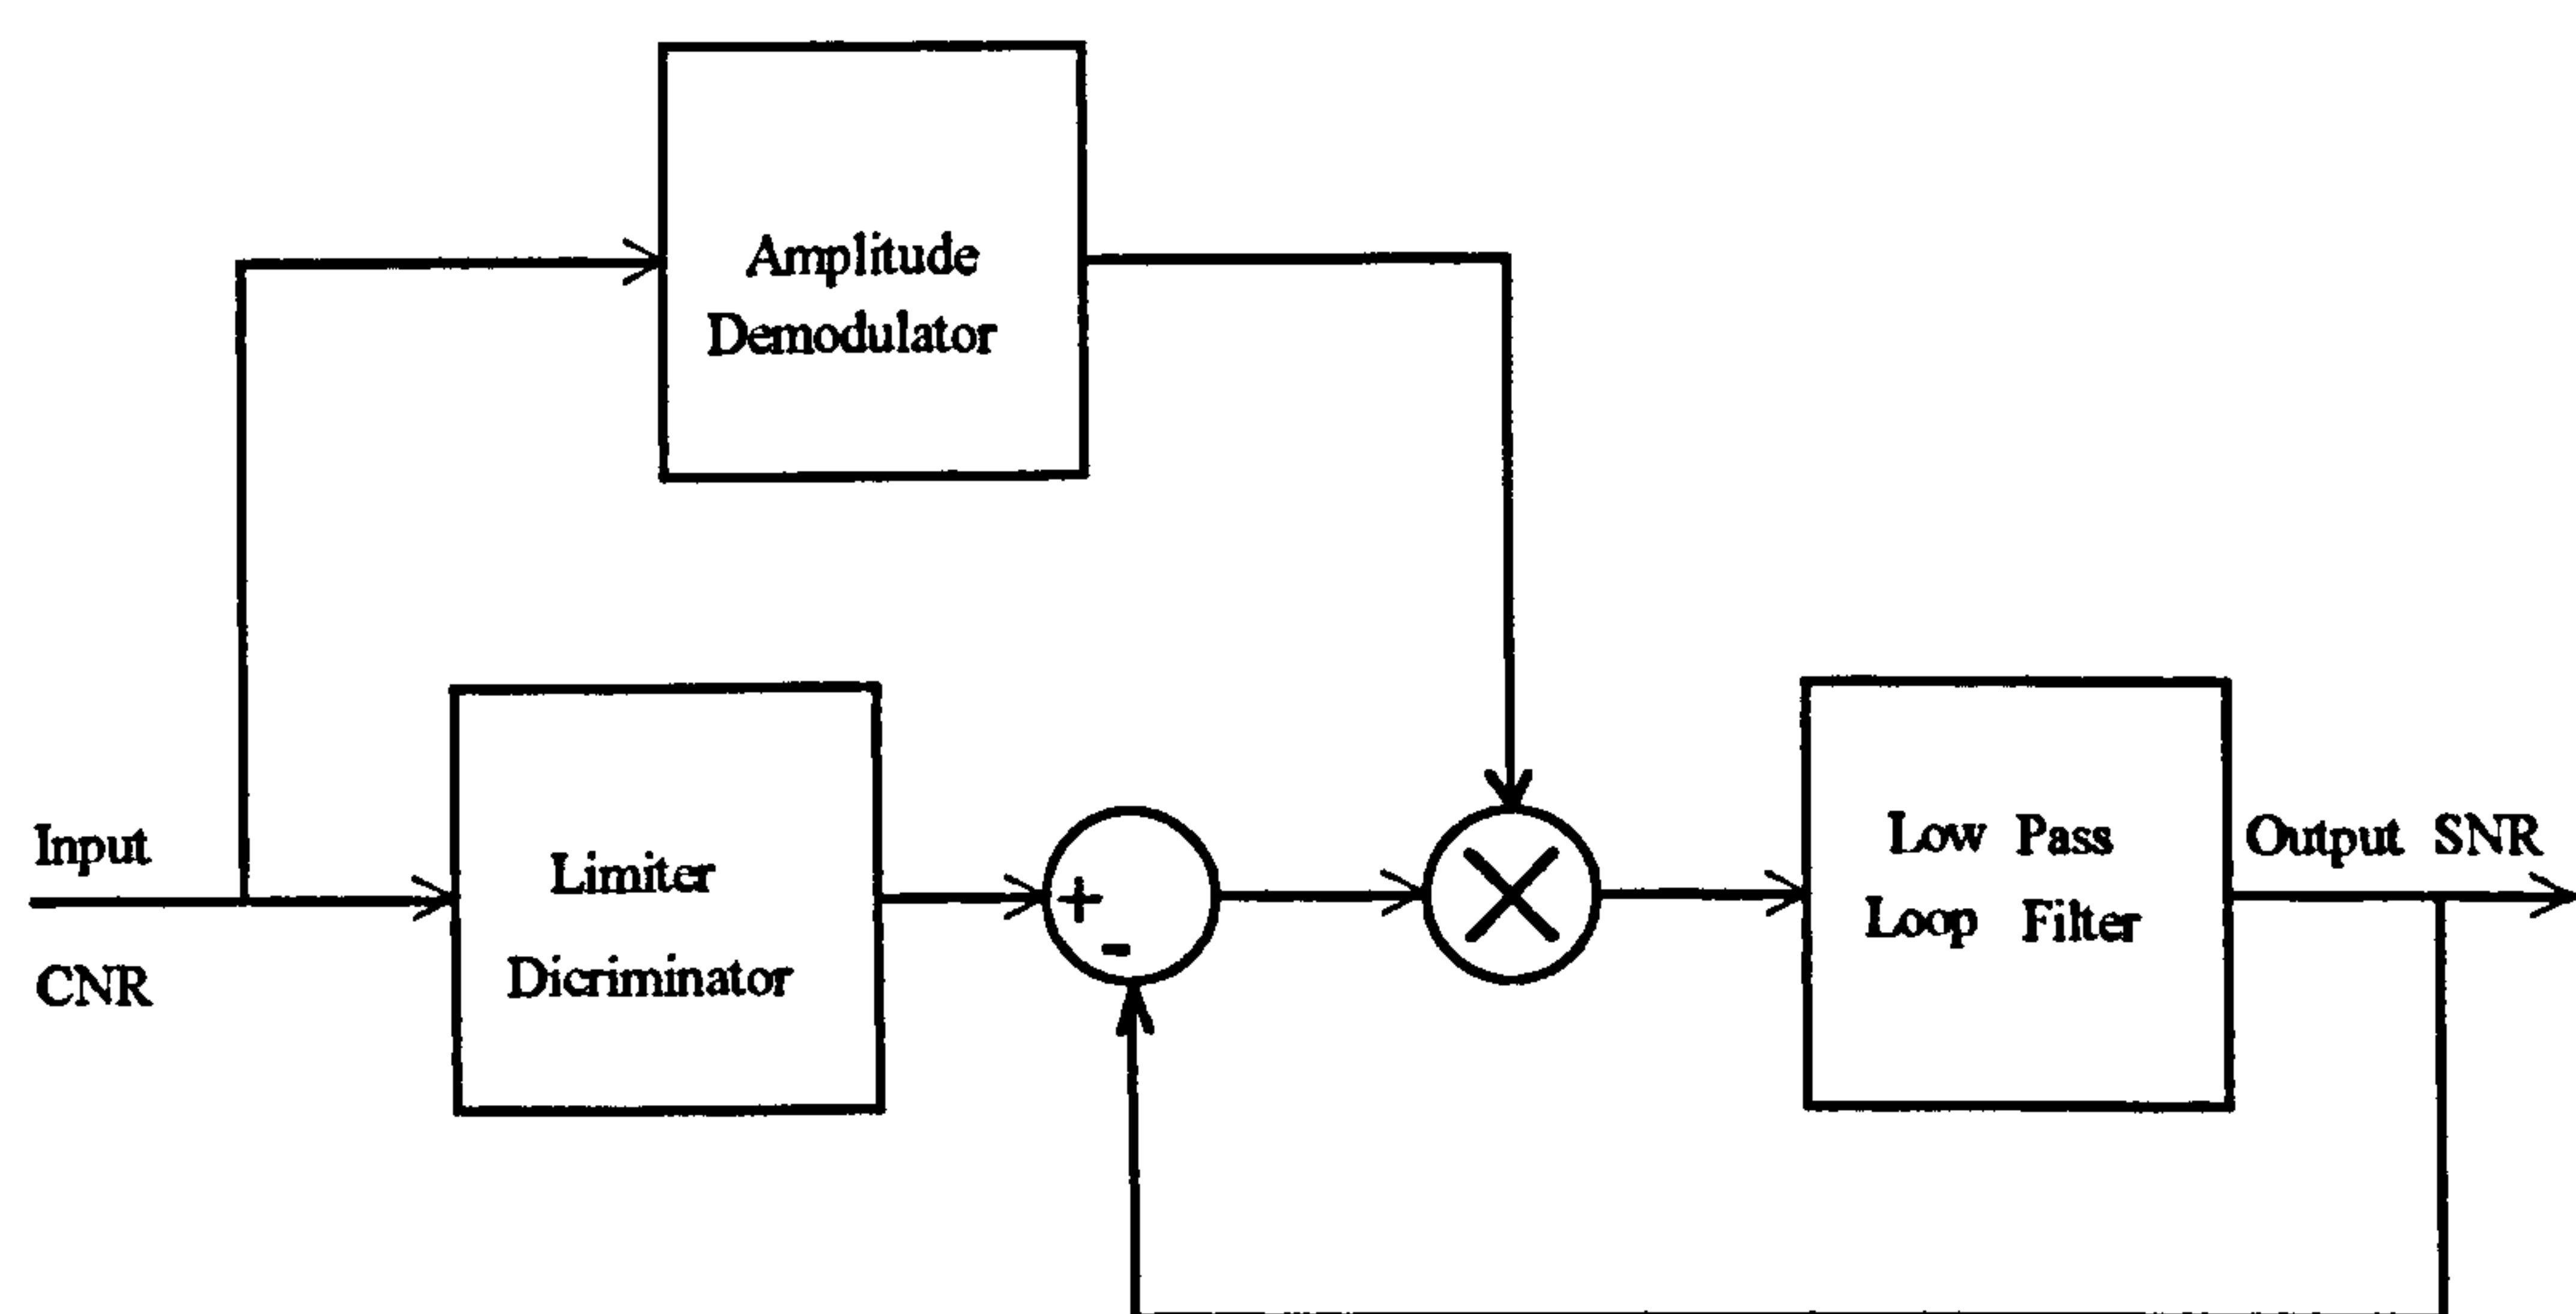 Amplitude
Demodulator
Input
CNR
Limiter
Dicriminator
+
-
Low Pass
Loop Filter
Output SNR